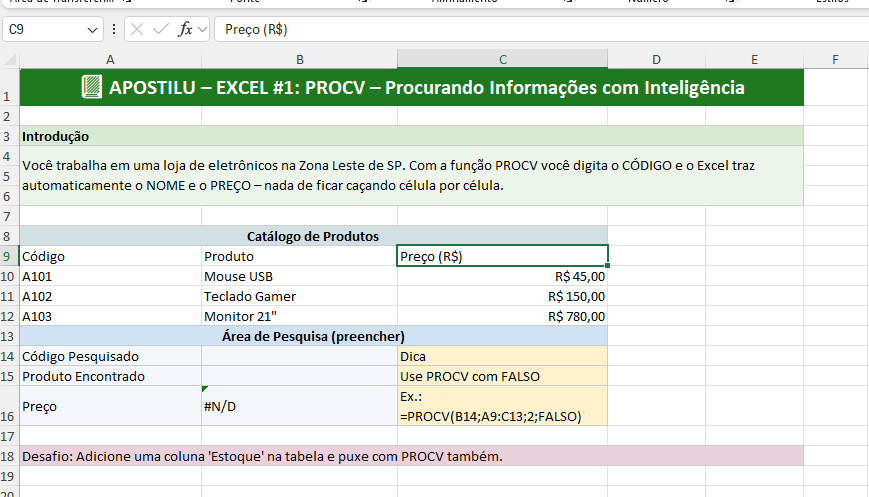 C9 fx Preço (R$)
A B C D E F
1 APOSTILU – EXCEL #1: PROCV – Procurando Informações com Inteligência
2
3 Introdução
4 Você trabalha em uma loja de eletrônicos na Zona Leste de SP. Com a função PROCV você digita o CÓDIGO e o Excel traz
5 automaticamente o NOME e o PREÇO – nada de ficar caçando célula por célula.
6
7
8 Catálogo de Produtos
9 Código Produto Preço (R$)
10 A101 Mouse USB R$ 45,00
11 A102 Teclado Gamer R$ 150,00
12 A103 Monitor 21" R$ 780,00
13 Área de Pesquisa (preencher)
14 Código Pesquisado Dica
15 Produto Encontrado Use PROCV com FALSO
Ex.:
16 Preço #N/D =PROCV(B14;A9:C13;2;FALSO)
17
18 Desafio: Adicione uma coluna 'Estoque' na tabela e puxe com PROCV também.
19